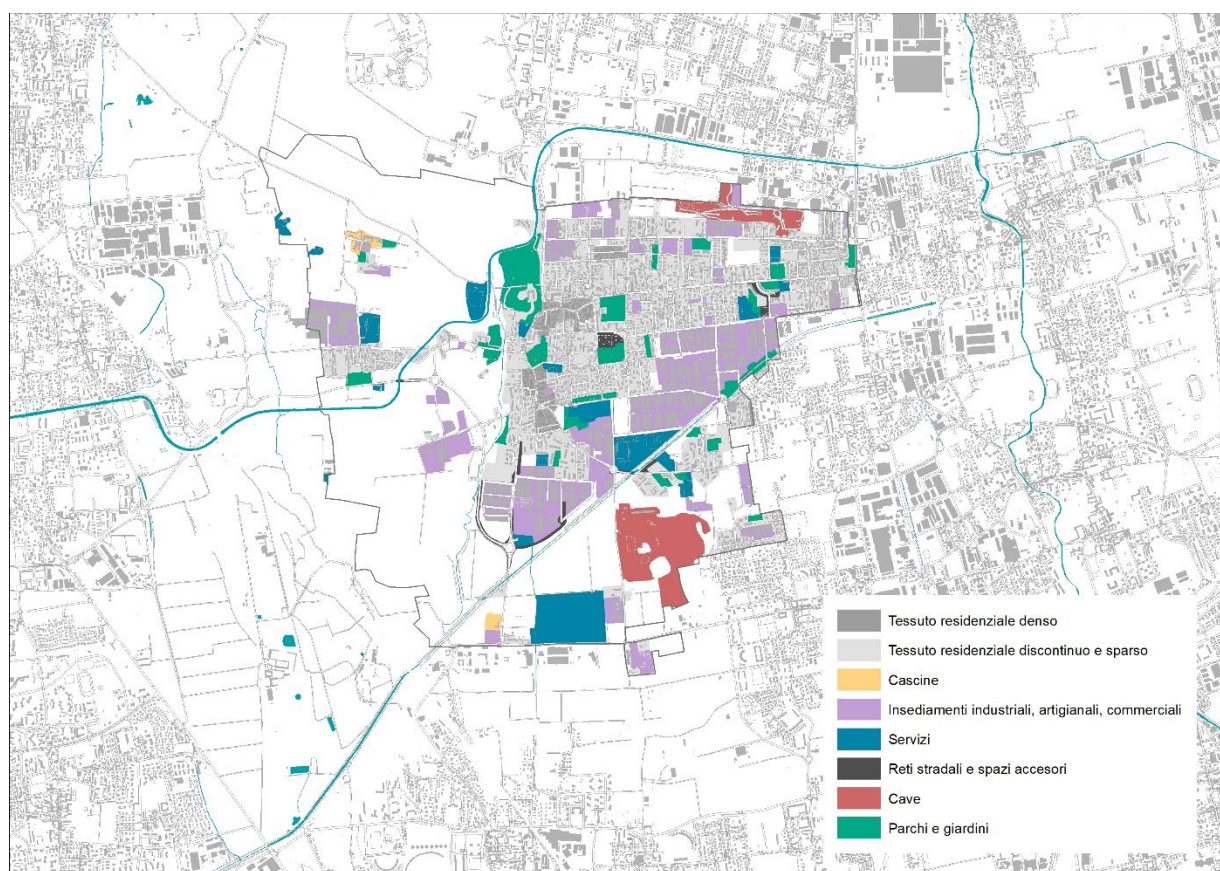 Tessuto residenziale denso
Tessuto residenziale discontinuo e sparso
Cascine
Insediamenti industriali, artigianali, commerciali
Servizi
Reti stradali e spazi accesori
Cave
Parchi e giardini